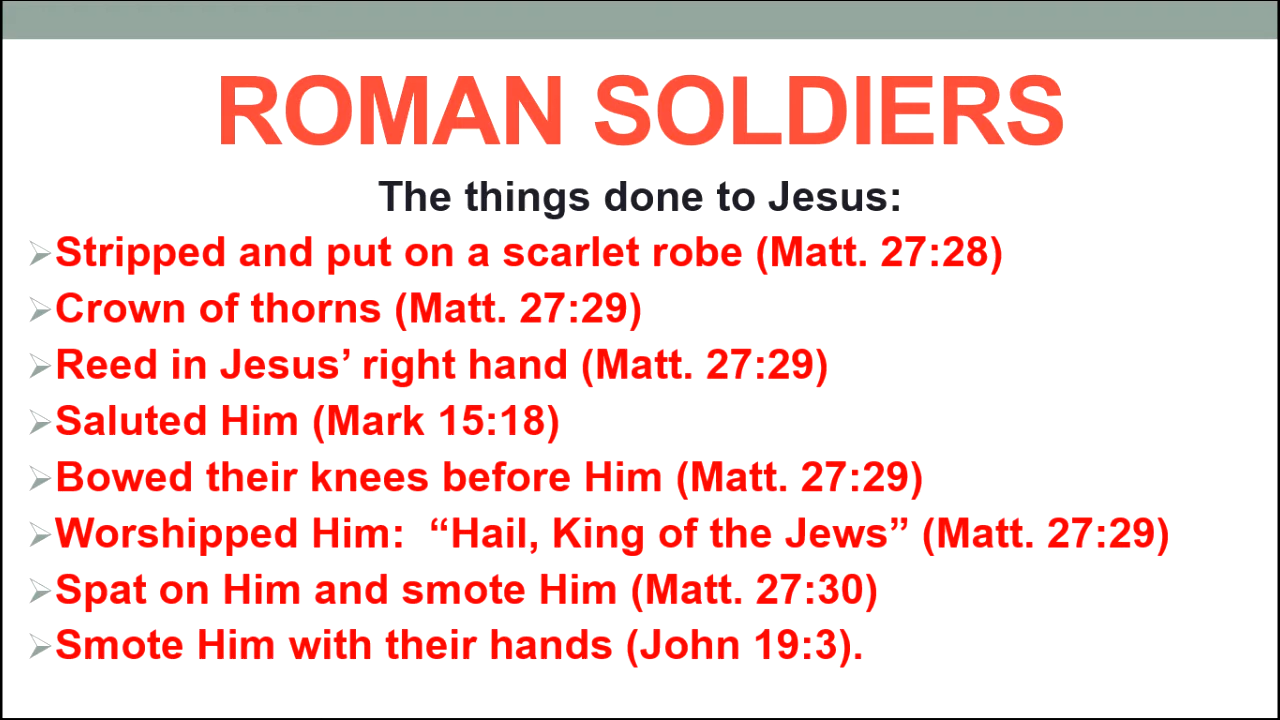 ROMAN SOLDIERS
The things done to Jesus:
Stripped and put on a scarlet robe (Matt. 27:28)
Crown of thorns (Matt. 27:29)
Reed in Jesus’ right hand (Matt. 27:29)
Saluted Him (Mark 15:18)
Bowed their knees before Him (Matt. 27:29)
Worshipped Him:  “Hail, King of the Jews” (Matt. 27:29)
Spat on Him and smote Him (Matt. 27:30)
Smote Him with their hands (John 19:3).